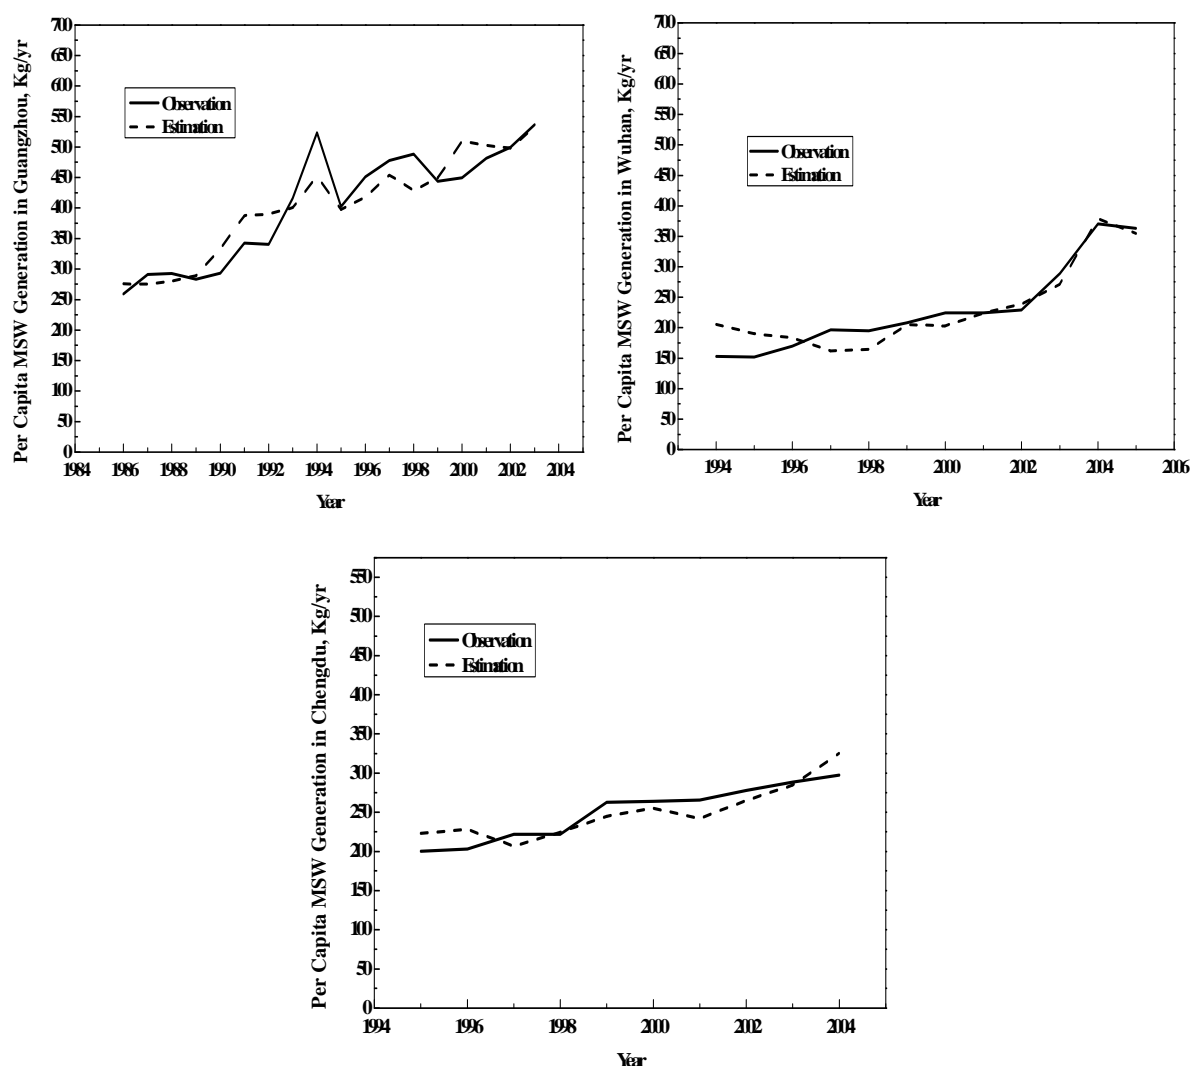 Per Capita MSW Generation in Guangzhou, Kg/yr
700
650
600
550
500
450
400
350
300
250
200
150
100
50
0
Observation
Estimation
1984 1986 1988 1990 1992 1994 1996 1998 2000 2002 2004
Year
Per Capita MSW Generation in Wuhan, Kg/yr
700
650
600
550
500
450
400
350
300
250
200
150
100
50
0
Observation
Estimation
1994 1996 1998 2000 2002 2004 2006
Year
Per Capita MSW Generation in Chengdu, Kg/yr
550
500
450
400
350
300
250
200
150
100
50
0
Observation
Estimation
1994 1996 1998 2000 2002 2004
Year